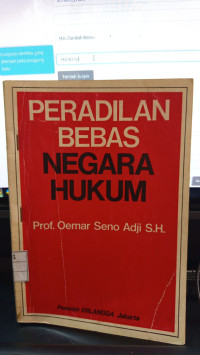 PERADILAN
BEBAS
NEGARA
HUKUM
Prof. Oemar Seno Adji S.H.
Penerbit ERLANGGA Jakarta